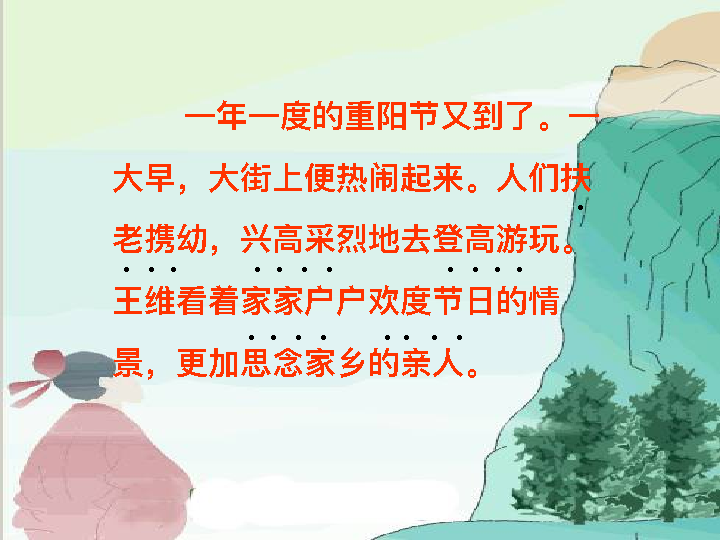 一年一度的重阳节又到了。一
大早，大街上便热闹起来。人们扶
老携幼，兴高采烈地去登高游玩。
王维看着家家户户欢度节日的情
景，更加思念家乡的亲人。